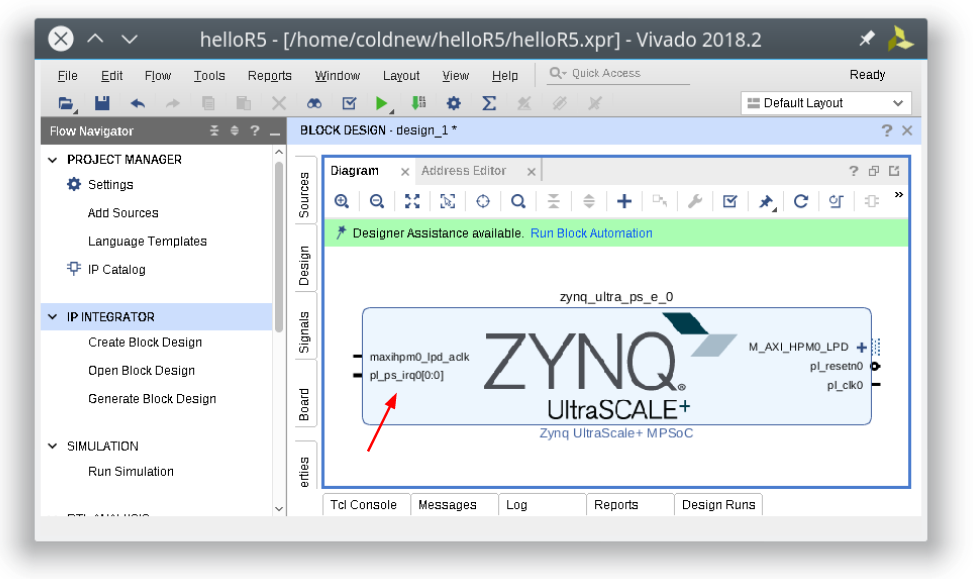 helloR5 - [/home/coldnew/helloR5/helloR5.xpr] - Vivado 2018.2
File Edit Flow Tools Reports Window Layout View Help Quick Access Ready
Default Layout
Flow Navigator
BLOCK DESIGN - design_1 *
PROJECT MANAGER
Settings
Add Sources
Language Templates
IP Catalog
IP INTEGRATOR
Create Block Design
Open Block Design
Generate Block Design
SIMULATION
Run Simulation
Sources
Design
Signals
Board
erties
Diagram Address Editor
Designer Assistance available. Run Block Automation
zynq_ultra_ps_e_0
maxihpm0_lpd_aclk
pl_ps_irq0[0:0]
ZYNQ®
UltraSCALE+
M_AXI_HPM0_LPD
pl_resetn0
pl_clk0
Zynq UltraScale+ MPSoC
Tcl Console Messages Log Reports Design Runs